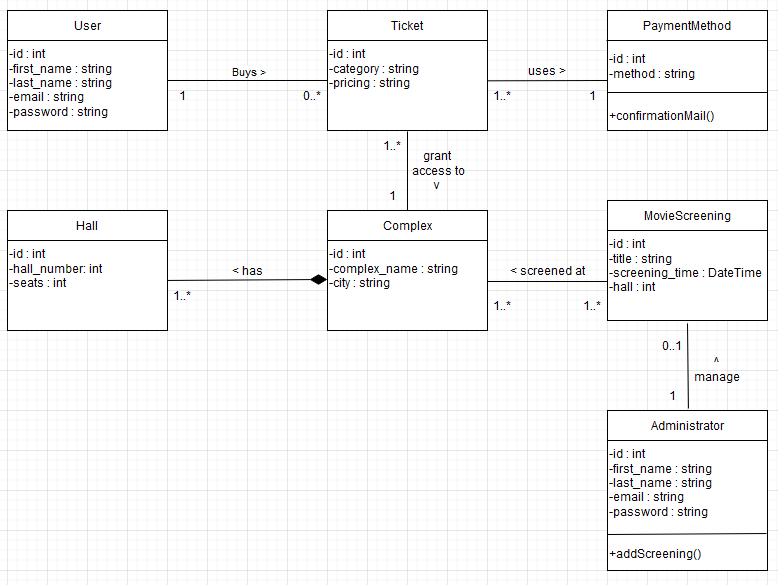 User
-id : int
-first_name : string
-last_name : string
-email : string
-password : string
Buys >
1
0..*
Ticket
-id : int
-category : string
-pricing : string
uses >
1..*
1
PaymentMethod
-id : int
-method : string
+confirmationMail()
1..*
grant
access to
v
1
Hall
-id : int
-hall_number: int
-seats : int
< has
1..*
Complex
-id : int
-complex_name : string
-city : string
< screened at
1..*
1..*
MovieScreening
-id : int
-title : string
-screening_time : DateTime
-hall : int
0..1
^
manage
1
Administrator
-id : int
-first_name : string
-last_name : string
-email : string
-password : string
+addScreening()